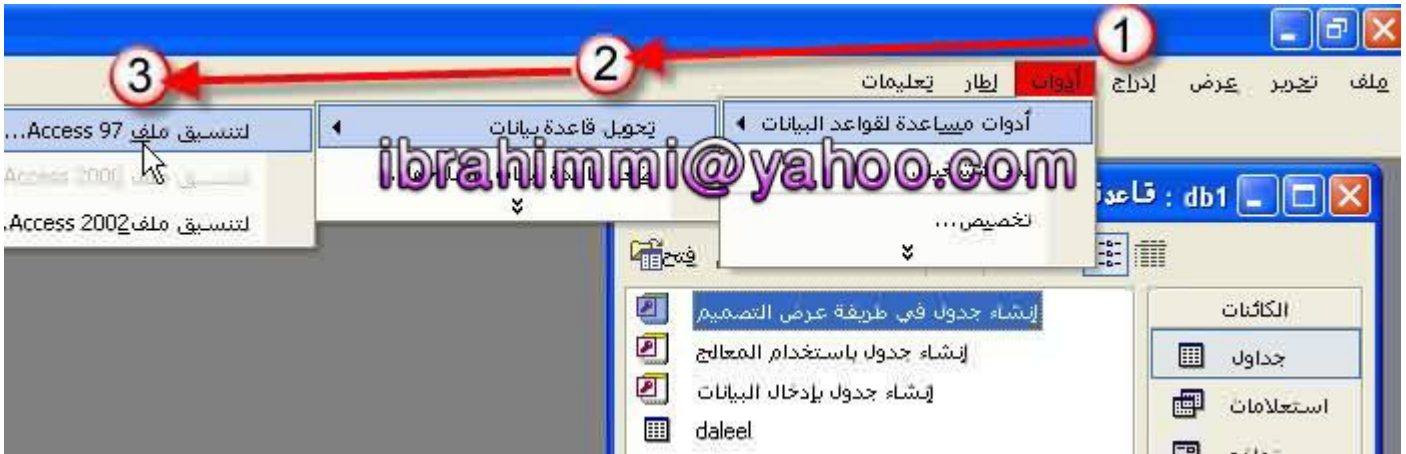 1
2
3
ملف تحرير عرض إدراج أدوات إطار تعليمات
أدوات مساعدة لقواعد البيانات
تخصيص...
تحويل قاعدة بيانات
لتنسيق ملف Access 97...
لتنسيق ملف Access 2000
لتنسيق ملف Access 2002..
ibrahimmi@yahoo.com
db1 : قاعدة
فتح
الكائنات
جداول
استعلامات
إنشاء جدول في طريقة عرض التصميم
إنشاء جدول باستخدام المعالج
إنشاء جدول بإدخال البيانات
daleel